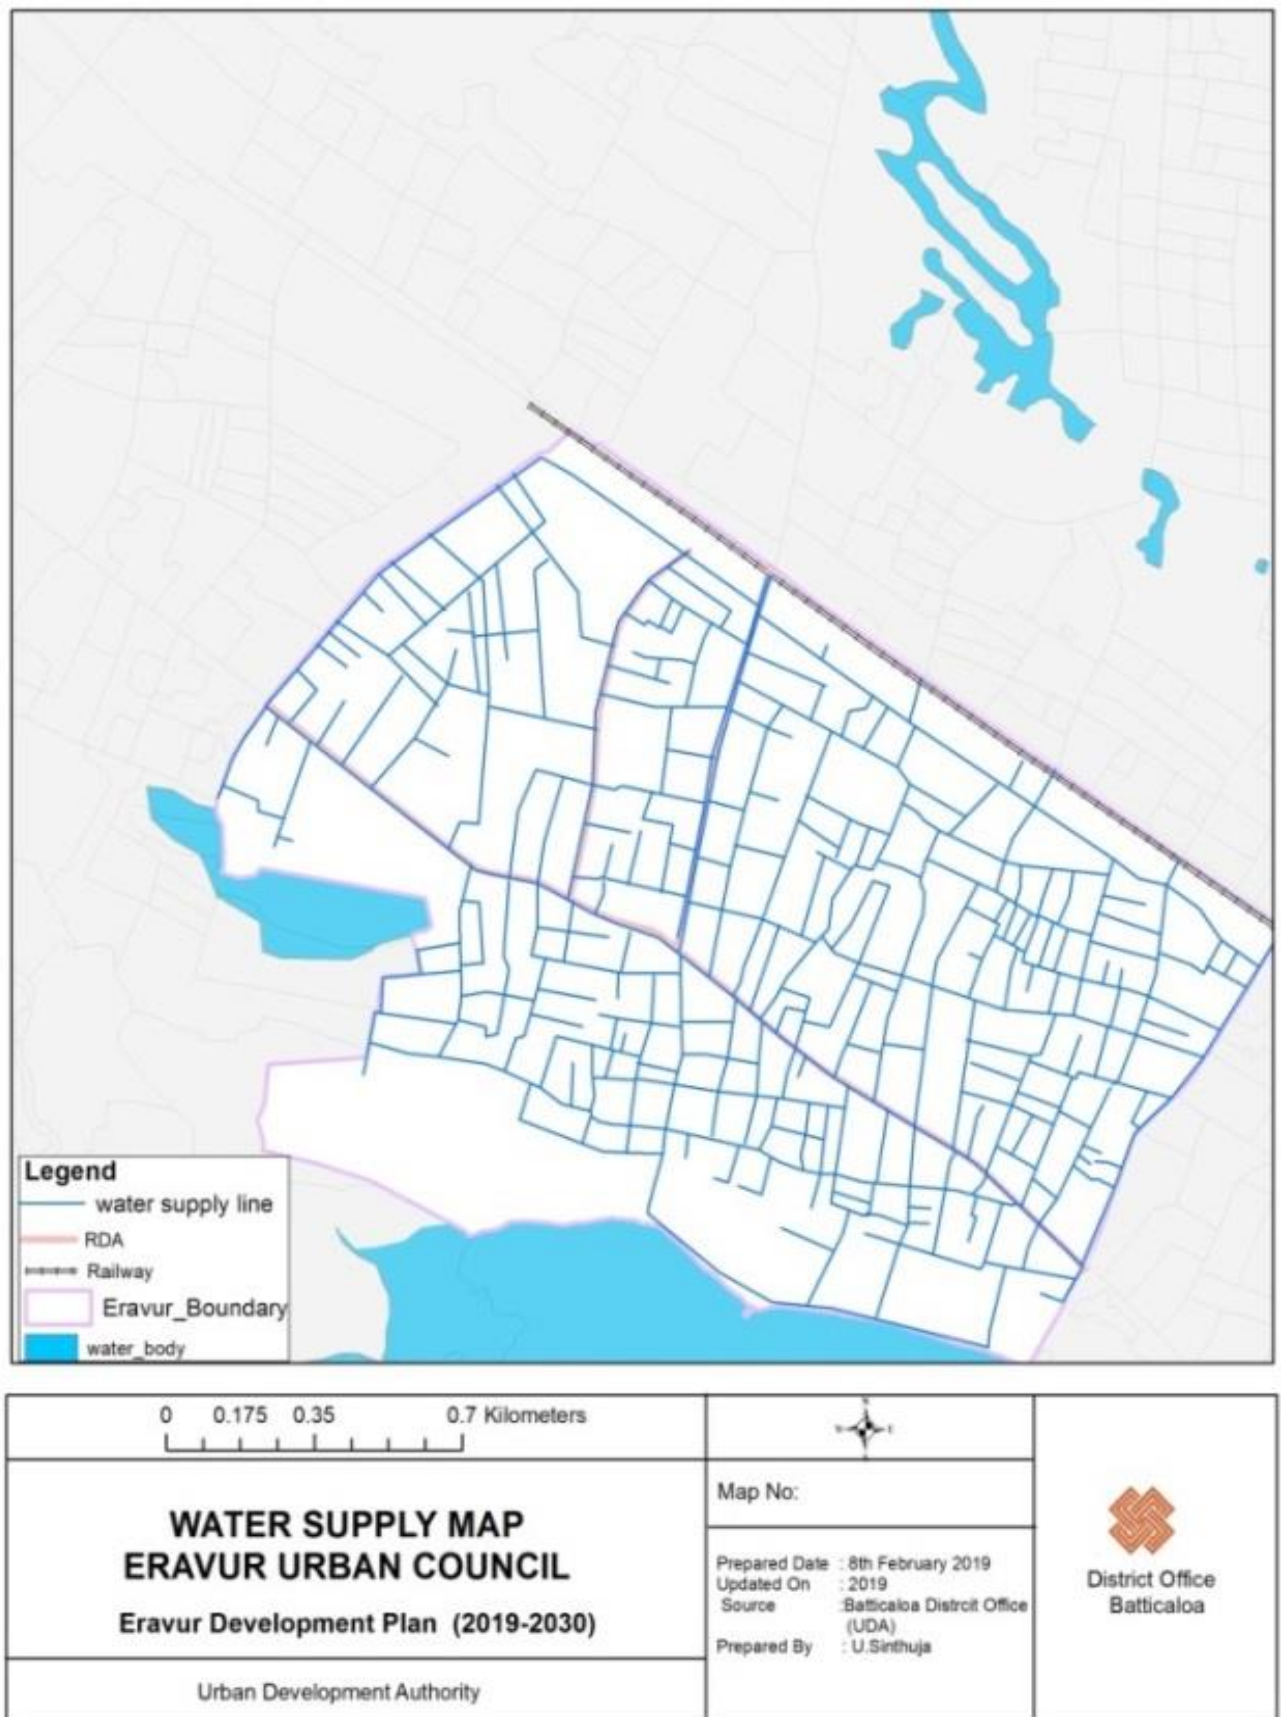 Legend
water supply line
RDA
Railway
Eravur_Boundary
water_body
0 0.175 0.35 0.7 Kilometers
WATER SUPPLY MAP
ERAVUR URBAN COUNCIL
Eravur Development Plan (2019-2030)
Urban Development Authority
Map No:
Prepared Date : 8th February 2019
Updated On : 2019
Source :Batticaloa Distrcit Office
(UDA)
Prepared By : U.Sinthuja
District Office
Batticaloa